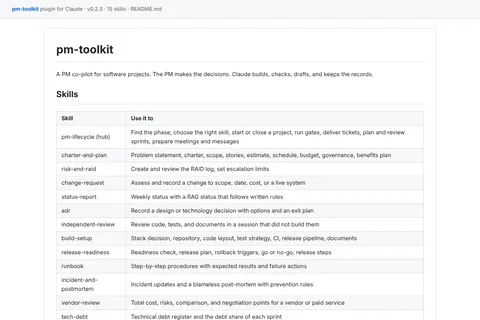 pm-toolkit plugin for Claude · v0.2.3 · 15 skills · README.md
pm-toolkit
A PM co-pilot for software projects. The PM makes the decisions. Claude builds, checks, drafts, and keeps the records.
Skills
Skill Use it to
pm-lifecycle (hub) Find the phase, choose the right skill, start or close a project, run gates, deliver tickets, plan and review
sprints, prepare meetings and messages
charter-and-plan Problem statement, charter, scope, stories, estimate, schedule, budget, governance, benefits plan
risk-and-raid Create and review the RAID log, set escalation limits
change-request Assess and record a change to scope, date, cost, or a live system
status-report Weekly status with a RAG status that follows written rules
adr Record a design or technology decision with options and an exit plan
independent-review Review code, tests, and documents in a session that did not build them
build-setup Stack decision, repository, code layout, test strategy, CI, release pipeline, documents
release-readiness Readiness check, release plan, rollback triggers, go or no-go, release steps
runbook Step-by-step procedures with expected results and failure actions
incident-and-
postmortem Incident updates and a blameless post-mortem with prevention rules
vendor-review Total cost, risks, comparison, and negotiation points for a vendor or paid service
tech-debt Technical debt register and the debt share of each sprint